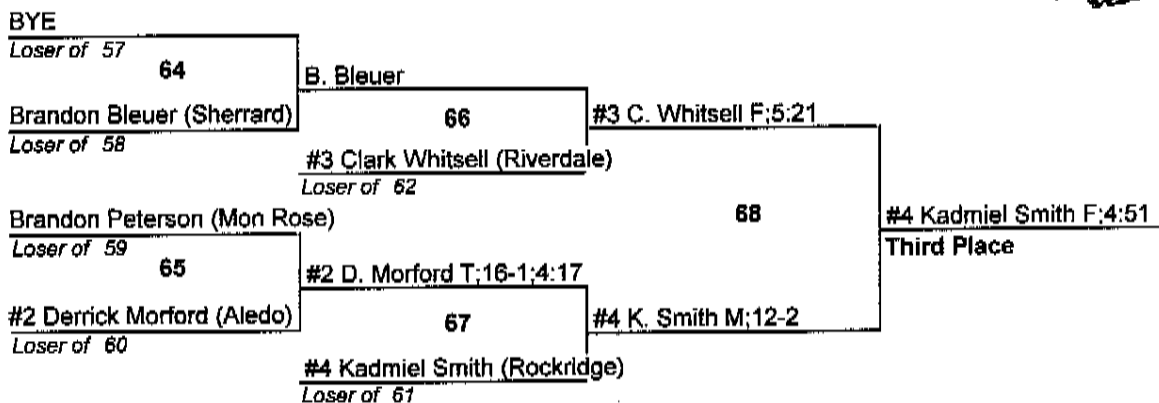 BYE
Loser of 57
64
B. Bleuer
Brandon Bleuer (Sherrard)
Loser of 58
66
#3 C. Whitsell F;5:21
#3 Clark Whitsell (Riverdale)
Loser of 62
Brandon Peterson (Mon Rose)
Loser of 59
68
#4 Kadmiel Smith F;4:51
Third Place
65
#2 D. Morford T;16-1;4:17
#2 Derrick Morford (Aledo)
Loser of 60
67
#4 K. Smith M;12-2
#4 Kadmiel Smith (Rockridge)
Loser of 61